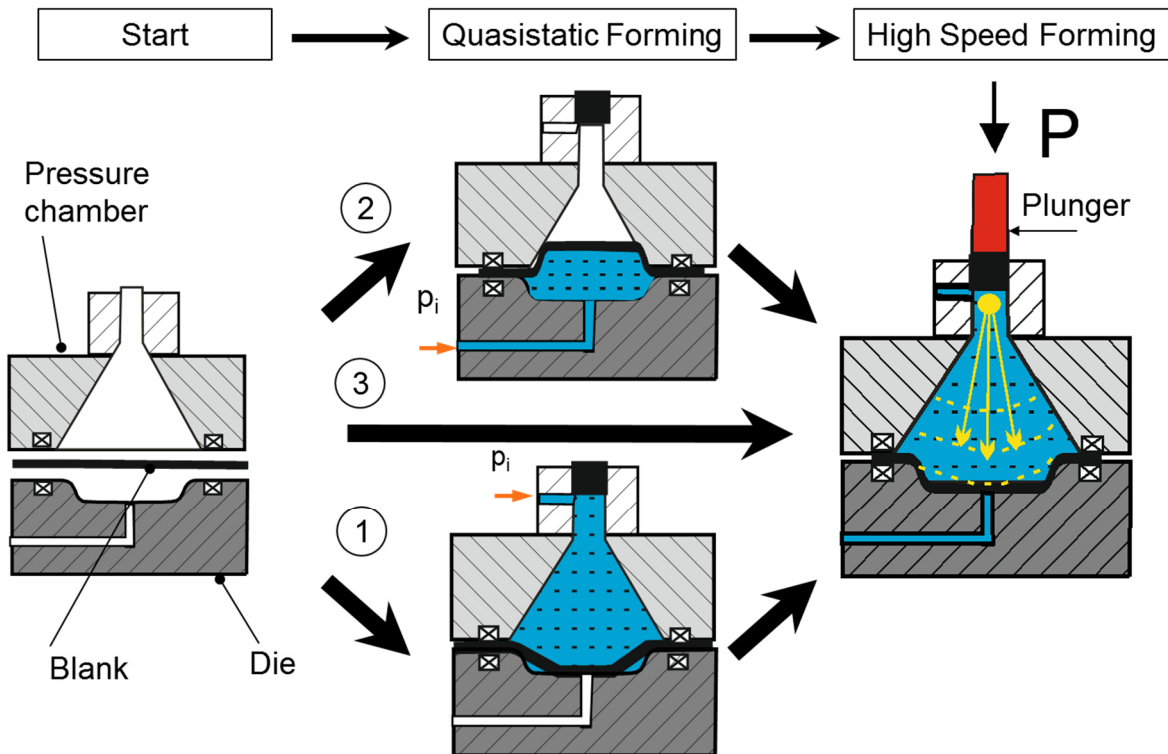 Start
Quasistatic Forming
High Speed Forming
P
Plunger
Pressure
chamber
2
pᵢ
3
pᵢ
1
Blank
Die